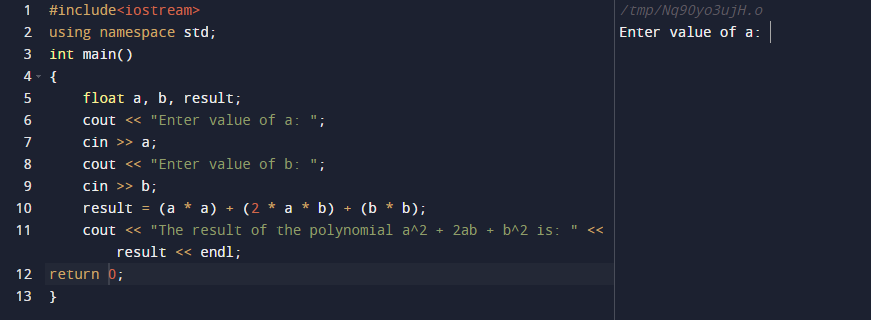 1 #include<iostream>
2 using namespace std;
3 int main()
4 {
5 float a, b, result;
6 cout << "Enter value of a: ";
7 cin >> a;
8 cout << "Enter value of b: ";
9 cin >> b;
10 result = (a * a) + (2 * a * b) + (b * b);
11 cout << "The result of the polynomial a^2 + 2ab + b^2 is: " <<
result << endl;
12 return 0;
13 }
/tmp/Nq9Oyo3ujH.o
Enter value of a: